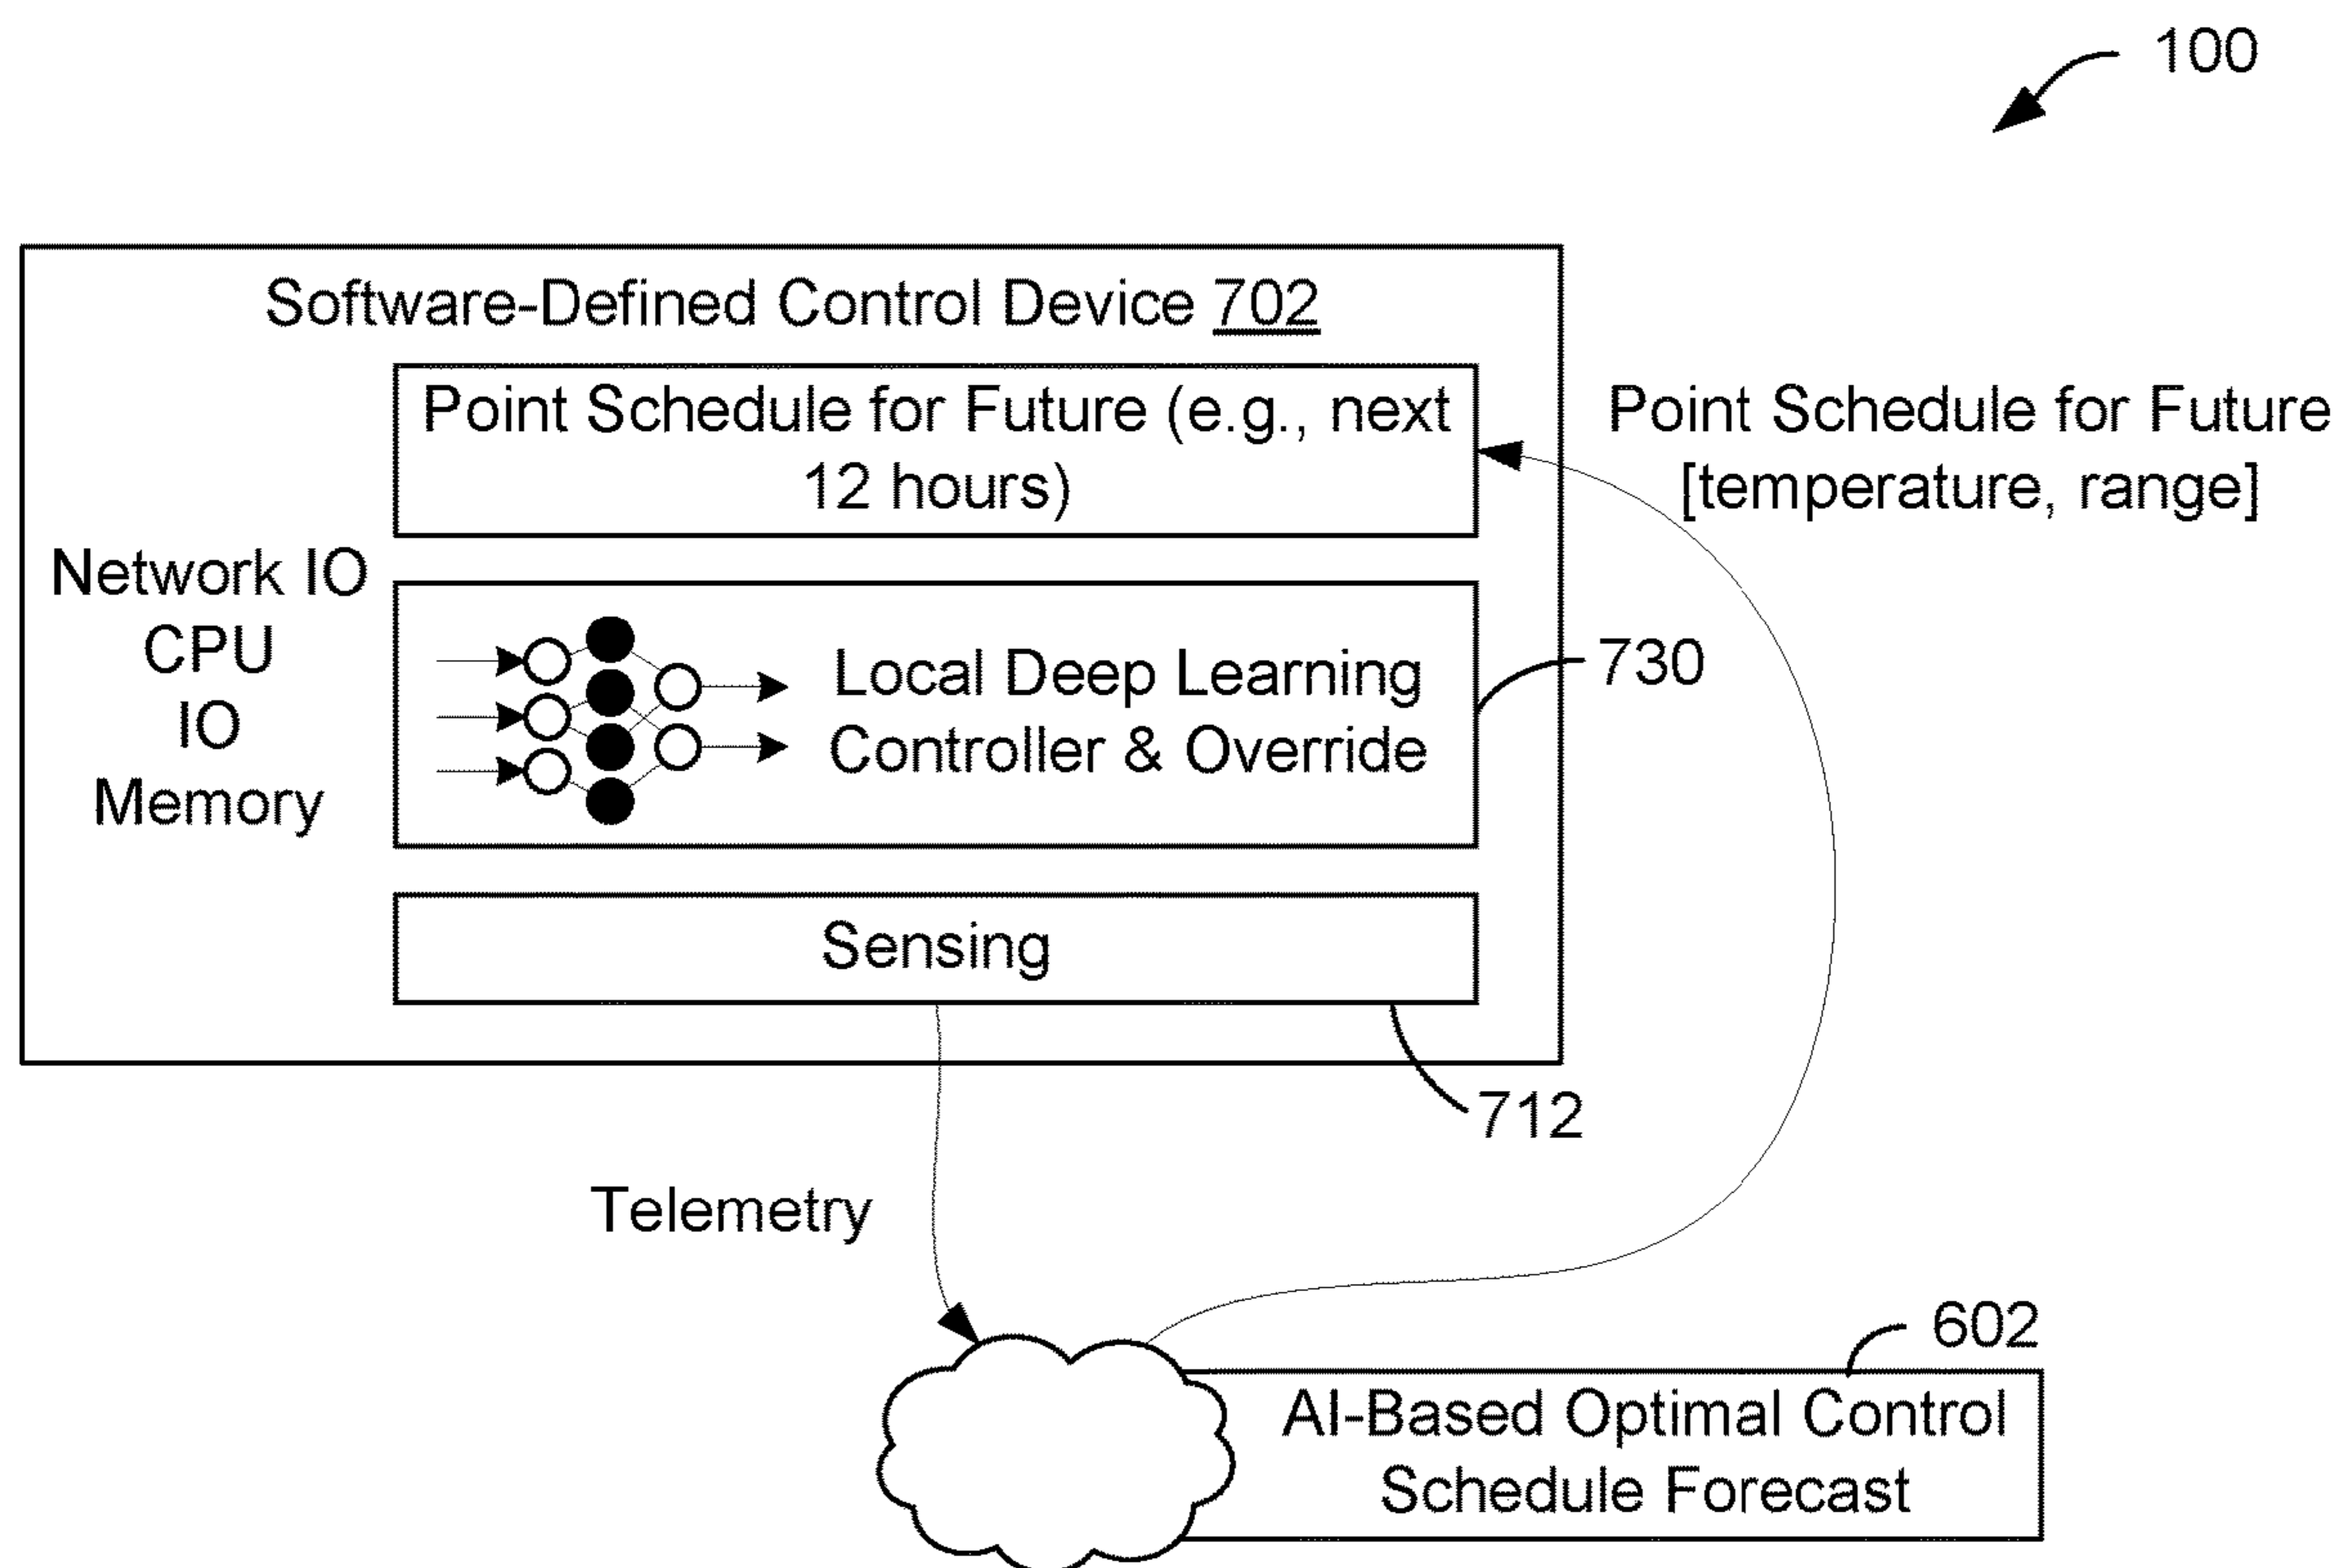 100
Software-Defined Control Device 702
Point Schedule for Future (e.g., next
12 hours)
Point Schedule for Future
[temperature, range]
Network IO
CPU
IO
Memory
Local Deep Learning
Controller & Override
730
Sensing
712
Telemetry
602
AI-Based Optimal Control
Schedule Forecast